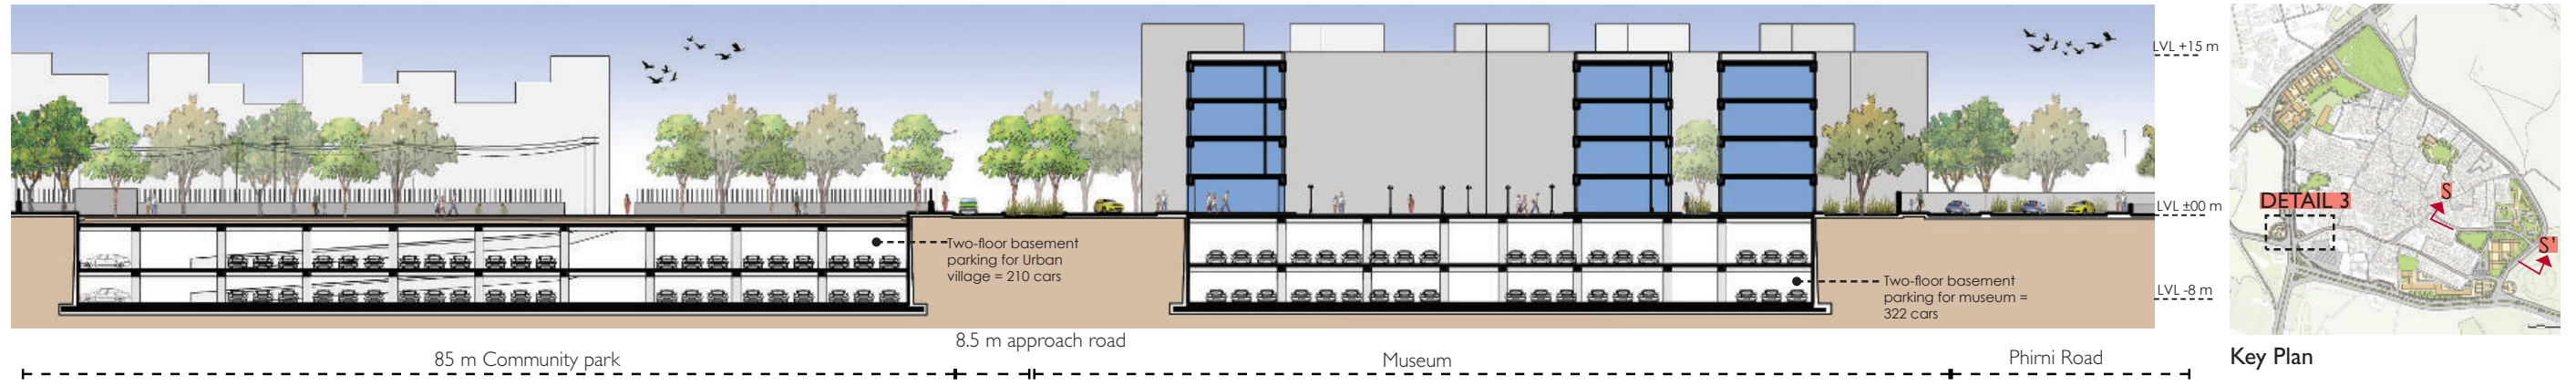 LVL +15 m
LVL ±00 m
LVL -8 m
Two-floor basement
parking for Urban
village = 210 cars
Two-floor basement
parking for museum =
322 cars
85 m Community park
8.5 m approach road
Museum
Phirni Road
DETAIL 3
S
S'
Key Plan